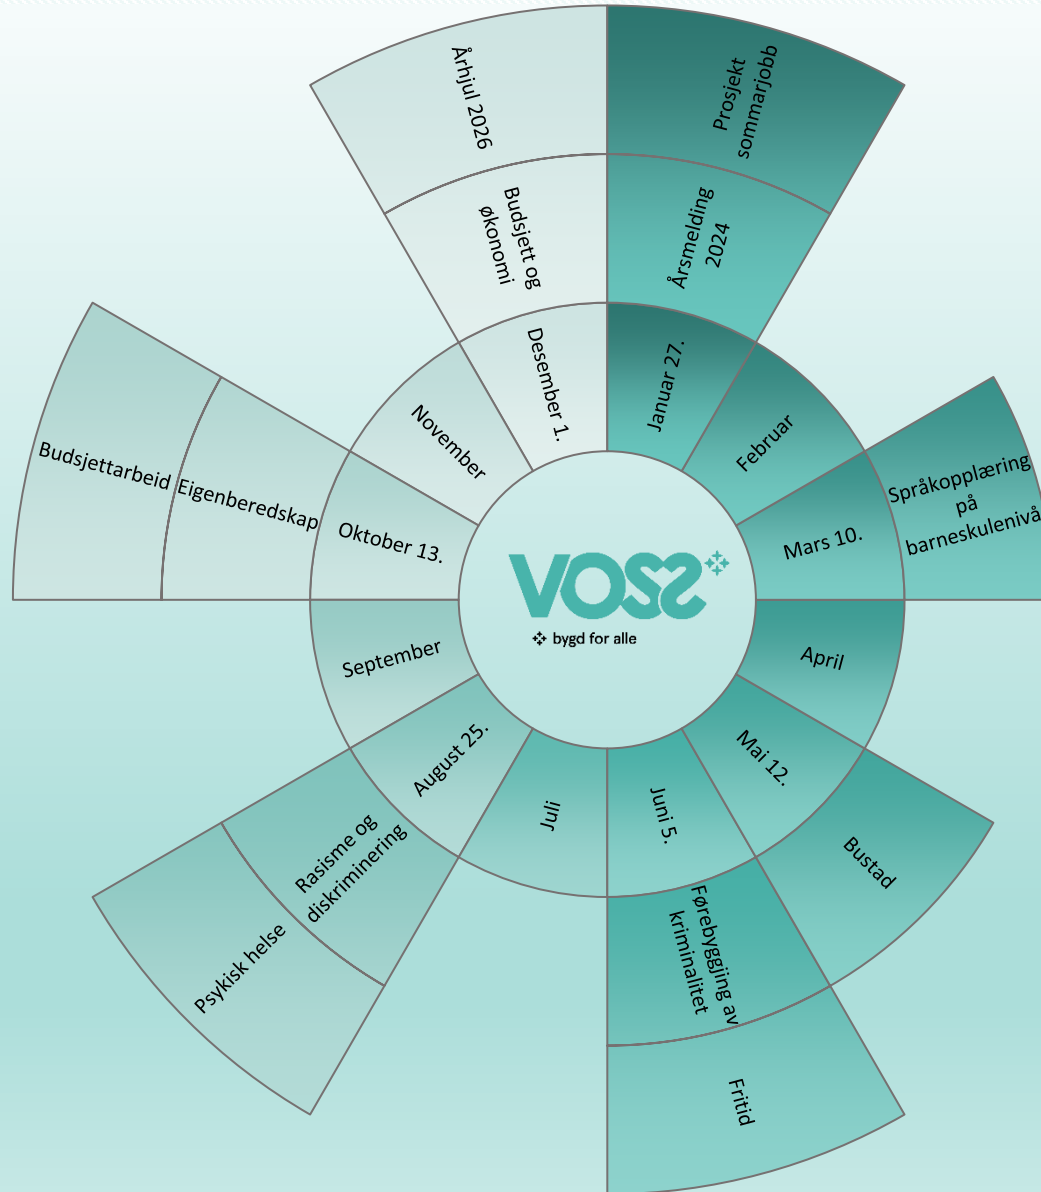 VOSS
bygd for alle
Januar 27.
Årsmelding
2024
Prosjekt
sommarjobb
Februar
Mars 10.
Språkopplæring
på
barneskulenivå
April
Mai 12.
Bustad
Juni 5.
Førebyggjing av
kriminalitet
Fritid
Juli
August 25.
Rasisme og
diskriminering
Psykisk helse
September
Oktober 13.
Eigenberedskap
Budsjettarbeid
November
Desember 1.
Budsjett og
økonomi
Århjul 2026